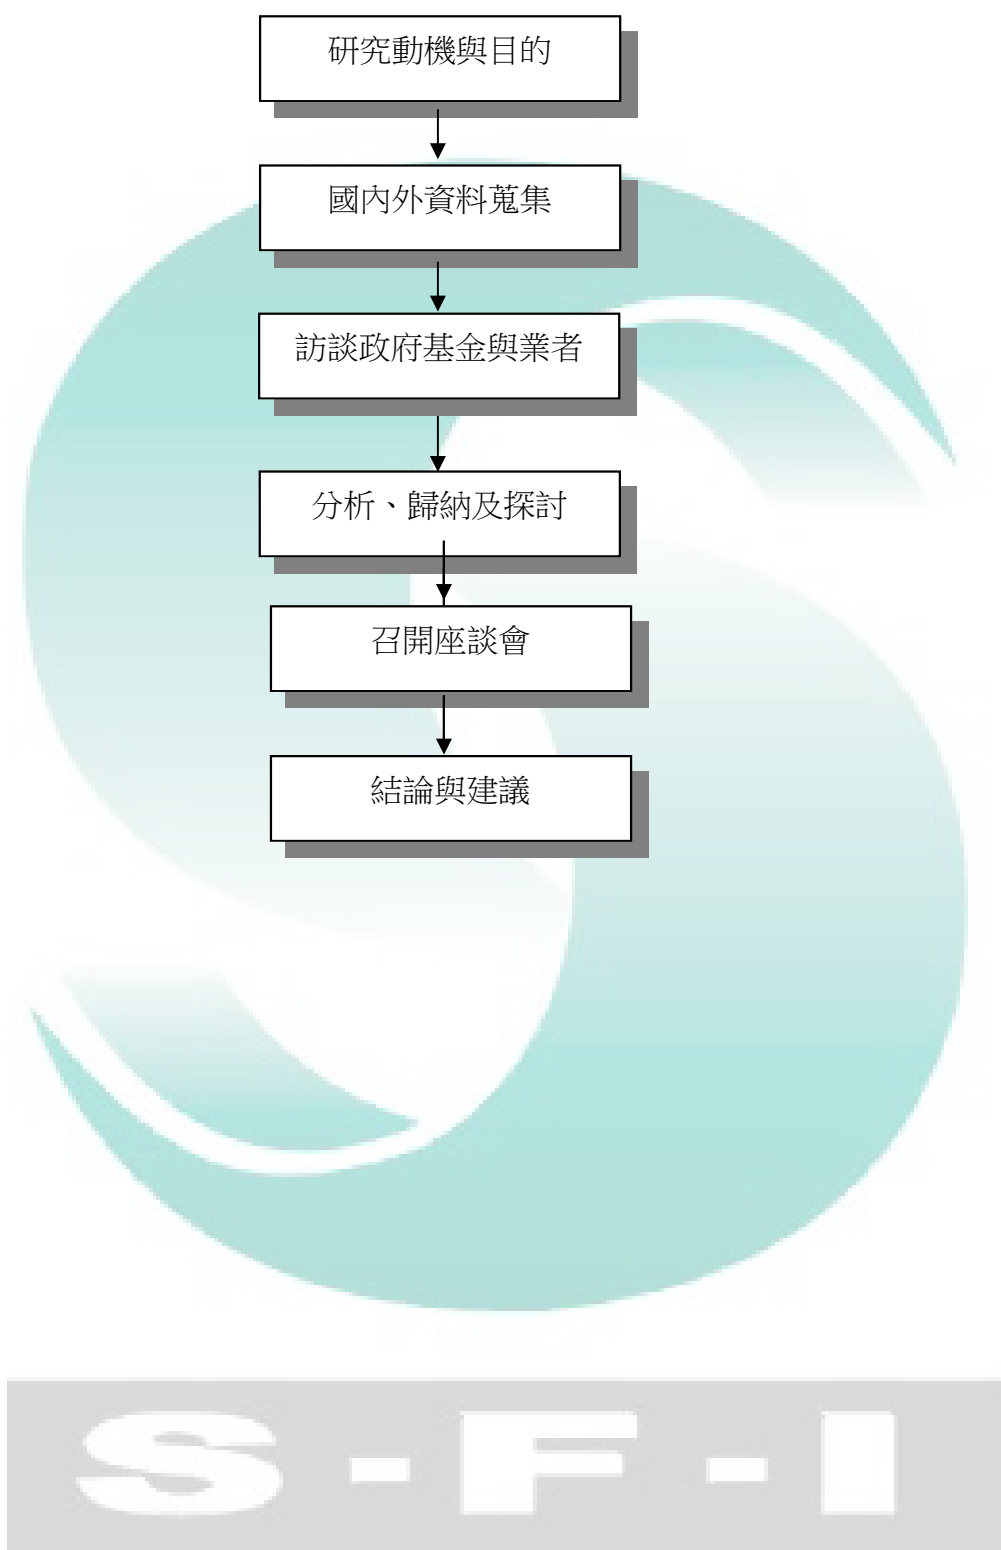 研究動機與目的
國內外資料蒐集
訪談政府基金與業者
分析、歸納及探討
召開座談會
結論與建議
S-F-I